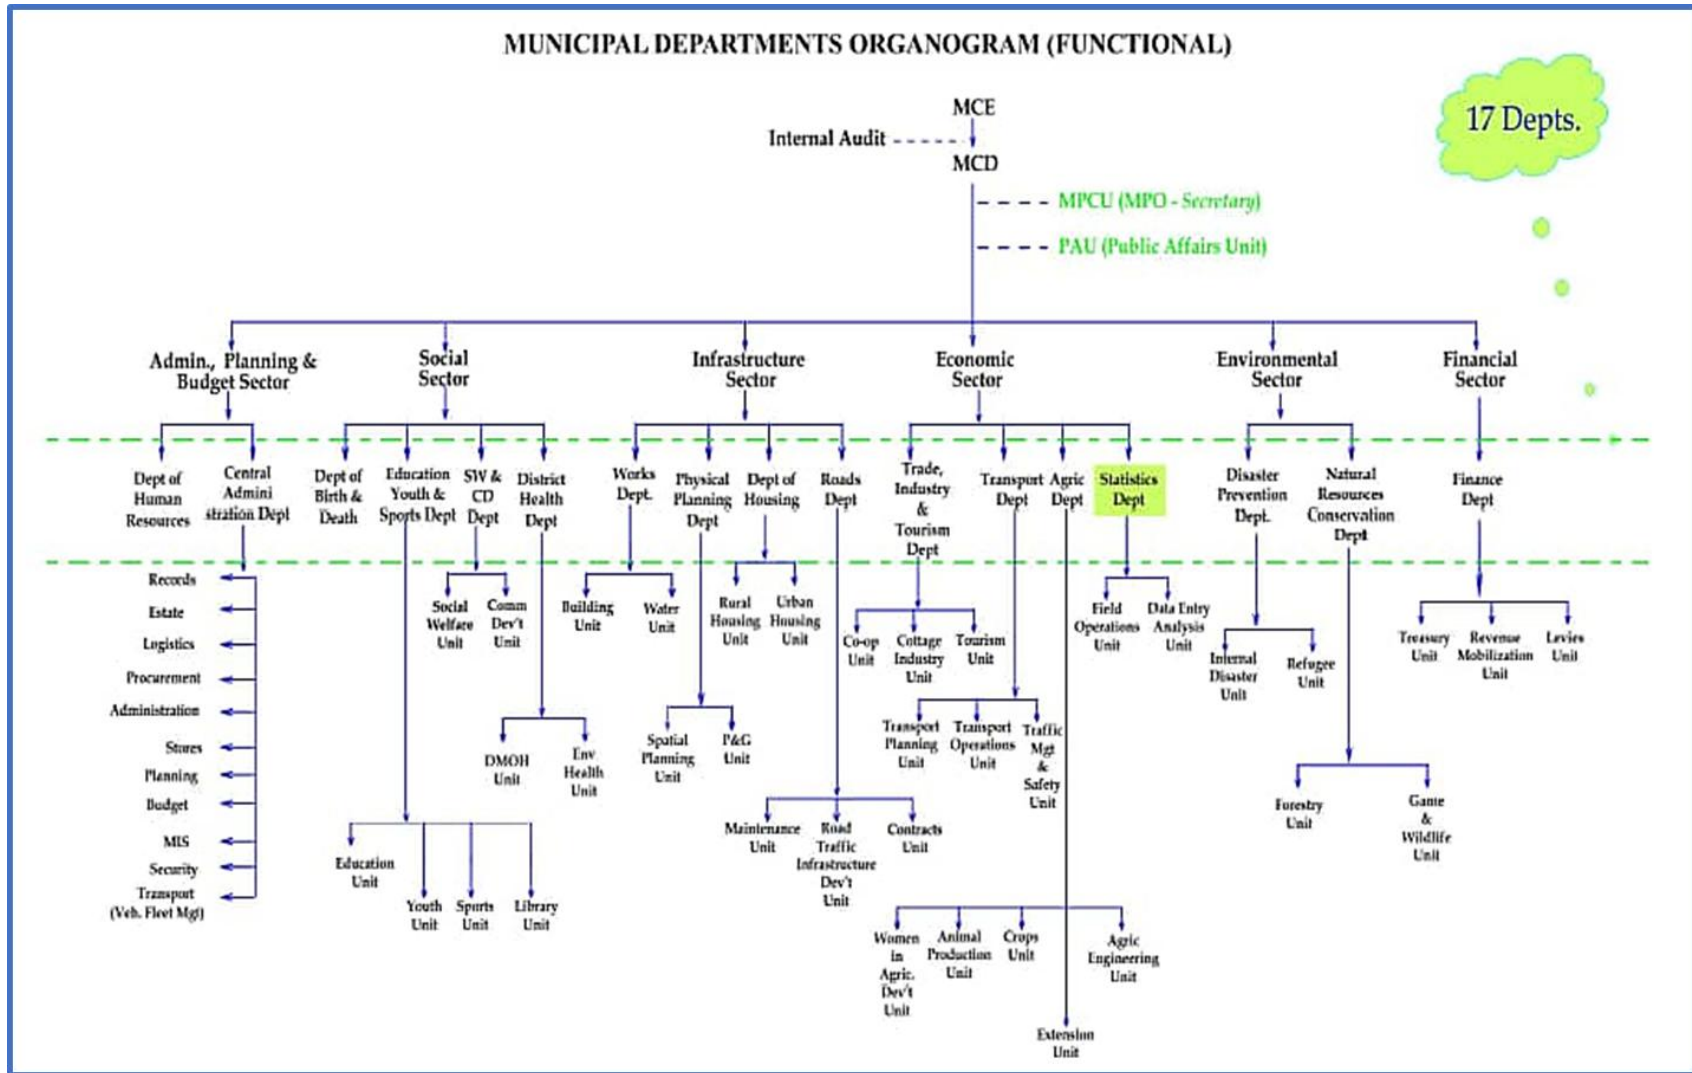 MUNICIPAL DEPARTMENTS ORGANOGRAM (FUNCTIONAL)
17 Depts.
MCE
Internal Audit
MCD
MPCU (MPO - Secretary)
PAU (Public Affairs Unit)
Admin., Planning &
Budget Sector
Social
Sector
Infrastructure
Sector
Economic
Sector
Environmental
Sector
Financial
Sector
Dept of
Human
Resources
Central
Admini
stration Dept
Dept of
Birth &
Death
Education
Youth &
Sports Dept
SW &
CD
Dept
District
Health
Dept
Works
Dept.
Physical
Planning
Dept
Dept of
Housing
Roads
Dept
Trade,
Industry
&
Tourism
Dept
Transport
Dept
Agric
Dept
Statistics
Dept
Disaster
Prevention
Dept.
Natural
Resources
Conservation
Dept
Finance
Dept
Records
Estate
Logistics
Procurement
Administration
Stores
Planning
Budget
MIS
Security
Transport
(Veh. Fleet Mgt)
Social
Welfare
Unit
Comm
Dev't
Unit
Building
Unit
Water
Unit
Rural
Housing
Unit
Urban
Housing
Unit
Co-op
Unit
Cottage
Industry
Unit
Tourism
Unit
Field
Operations
Unit
Data Entry
Analysis
Unit
Internal
Disaster
Unit
Refugee
Unit
Treasury
Unit
Revenue
Mobilization
Unit
Levies
Unit
DMOH
Unit
Env
Health
Unit
Spatial
Planning
Unit
P&G
Unit
Transport
Planning
Unit
Transport
Operations
Unit
Traffic
Mgt
&
Safety
Unit
Forestry
Unit
Game
&
Wildlife
Unit
Education
Unit
Youth
Unit
Sports
Unit
Library
Unit
Maintenance
Unit
Road
Traffic
Infrastructure
Dev't
Unit
Contracts
Unit
Women
in
Agric.
Dev't
Unit
Animal
Production
Unit
Crops
Unit
Agric
Engineering
Unit
Extension
Unit